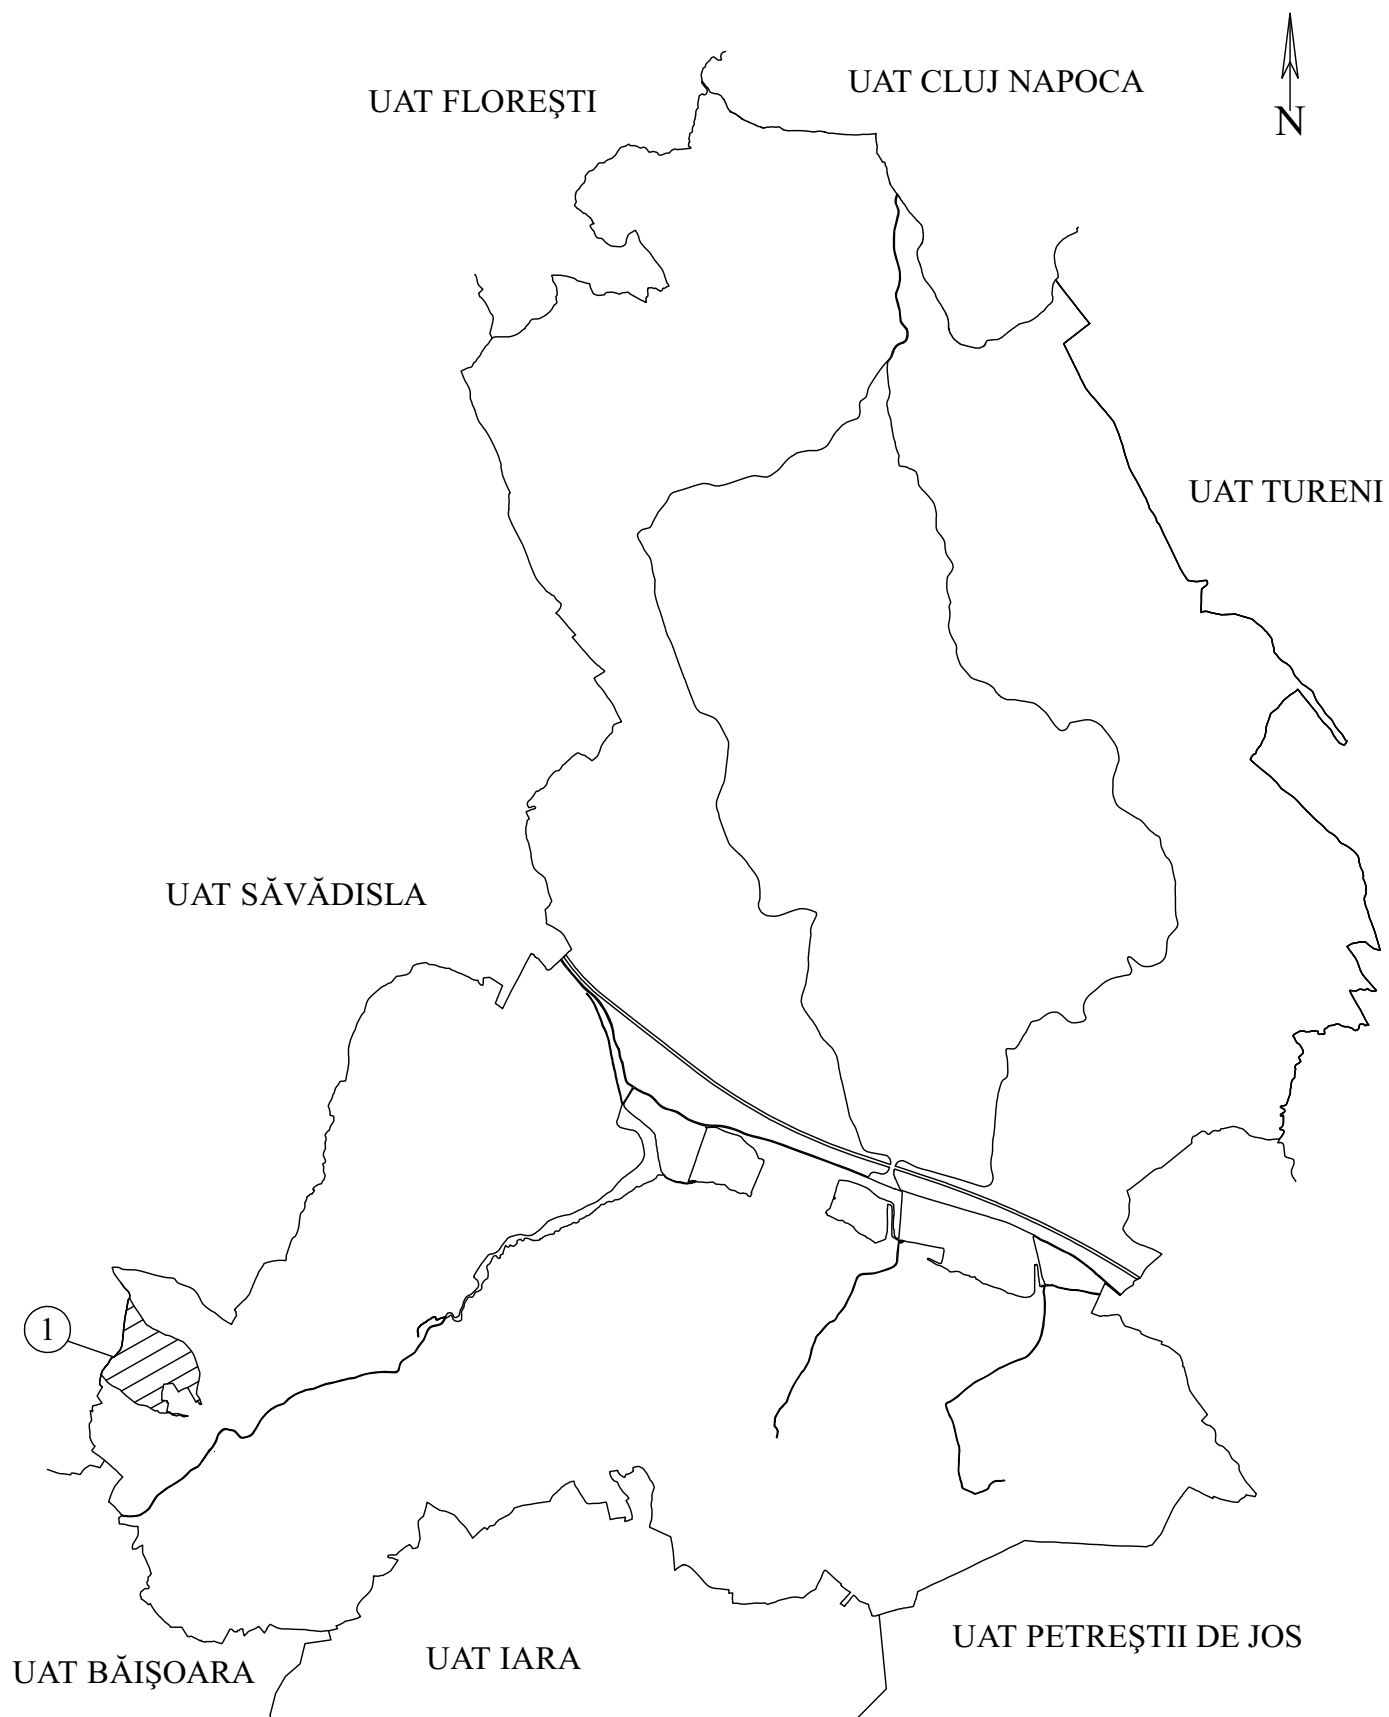 UAT CLUJ NAPOCA
UAT FLOREŞTI
N
UAT TURENI
UAT SĂVĂDISLA
1
UAT PETREŞTII DE JOS
UAT IARA
UAT BĂIŞOARA